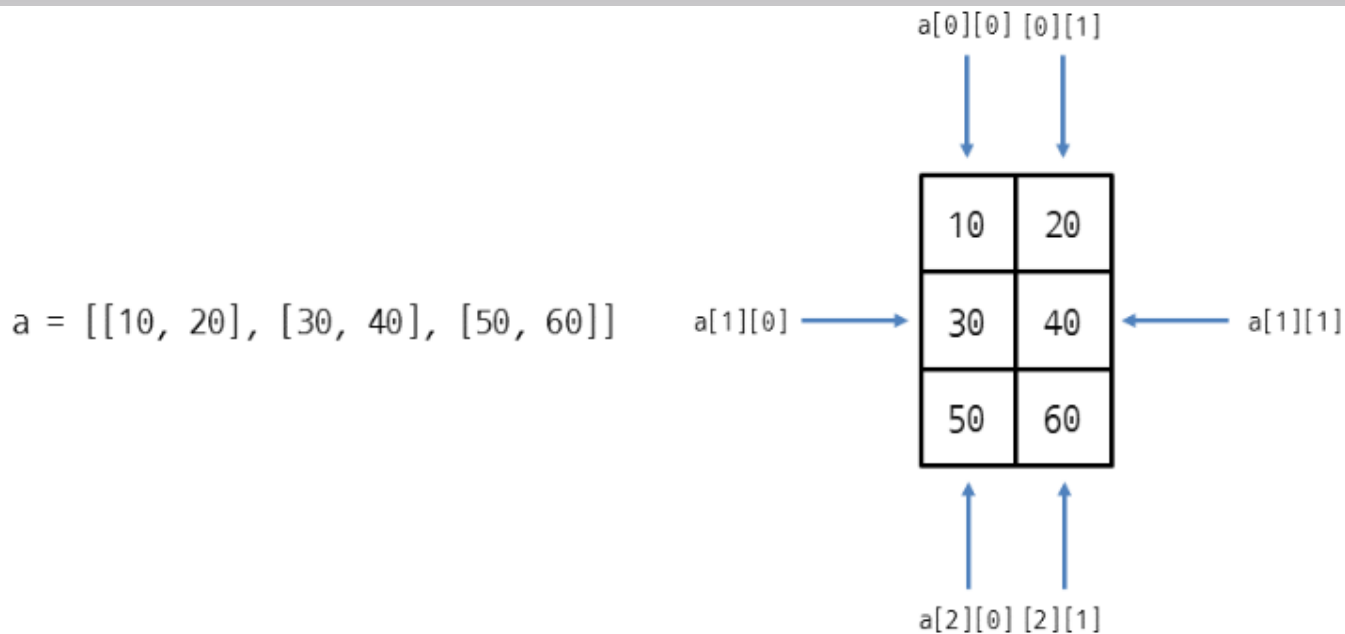 a[0][0] [0][1]
10 20
a = [[10, 20], [30, 40], [50, 60]] a[1][0] 30 40 a[1][1]
50 60
a[2][0] [2][1]